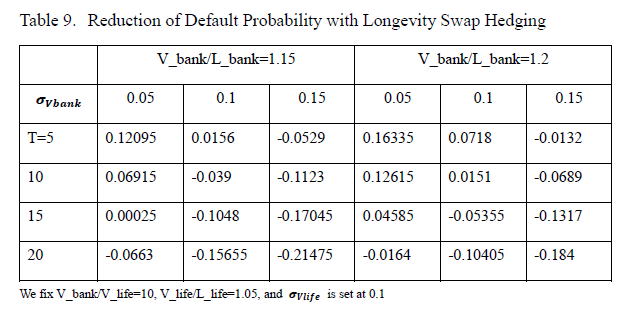 Table 9. Reduction of Default Probability with Longevity Swap Hedging
V_bank/L_bank=1.15 V_bank/L_bank=1.2
σVbank 0.05 0.1 0.15 0.05 0.1 0.15
T=5 0.12095 0.0156 -0.0529 0.16335 0.0718 -0.0132
10 0.06915 -0.039 -0.1123 0.12615 0.0151 -0.0689
15 0.00025 -0.1048 -0.17045 0.04585 -0.05355 -0.1317
20 -0.0663 -0.15655 -0.21475 -0.0164 -0.10405 -0.184
We fix V_bank/V_life=10, V_life/L_life=1.05, and σVlife is set at 0.1